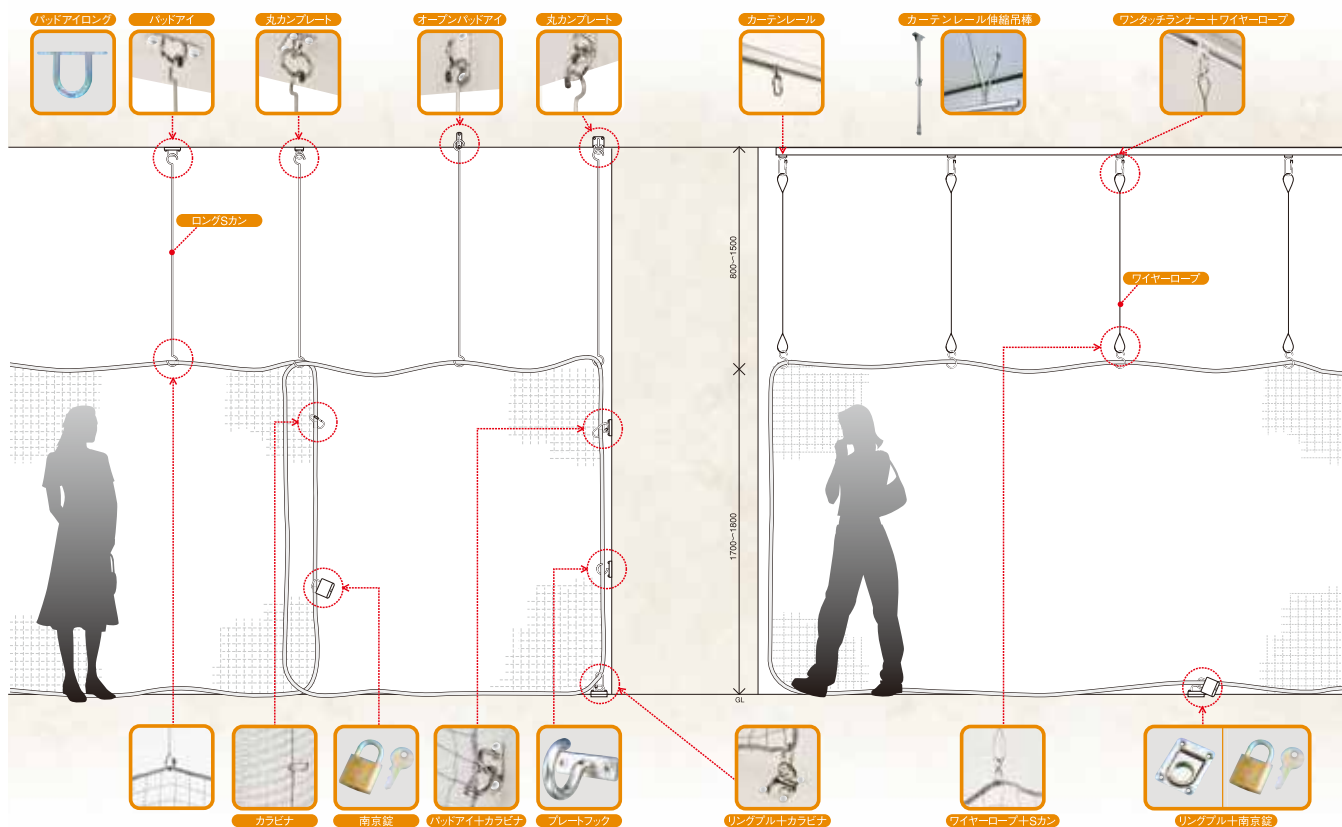 パッドアイロング
パッドアイ
丸カンプレート
オープンパッドアイ
丸カンプレート
カーテンレール
カーテンレール伸縮吊棒
ワンタッチランナー+ワイヤーロープ
ロングSカン
800~1500
ワイヤーロープ
1700~1800
GL
カラビナ
南京錠
パッドアイ+カラビナ
プレートフック
リングプル+カラビナ
ワイヤーロープ+Sカン
リングプル+南京錠